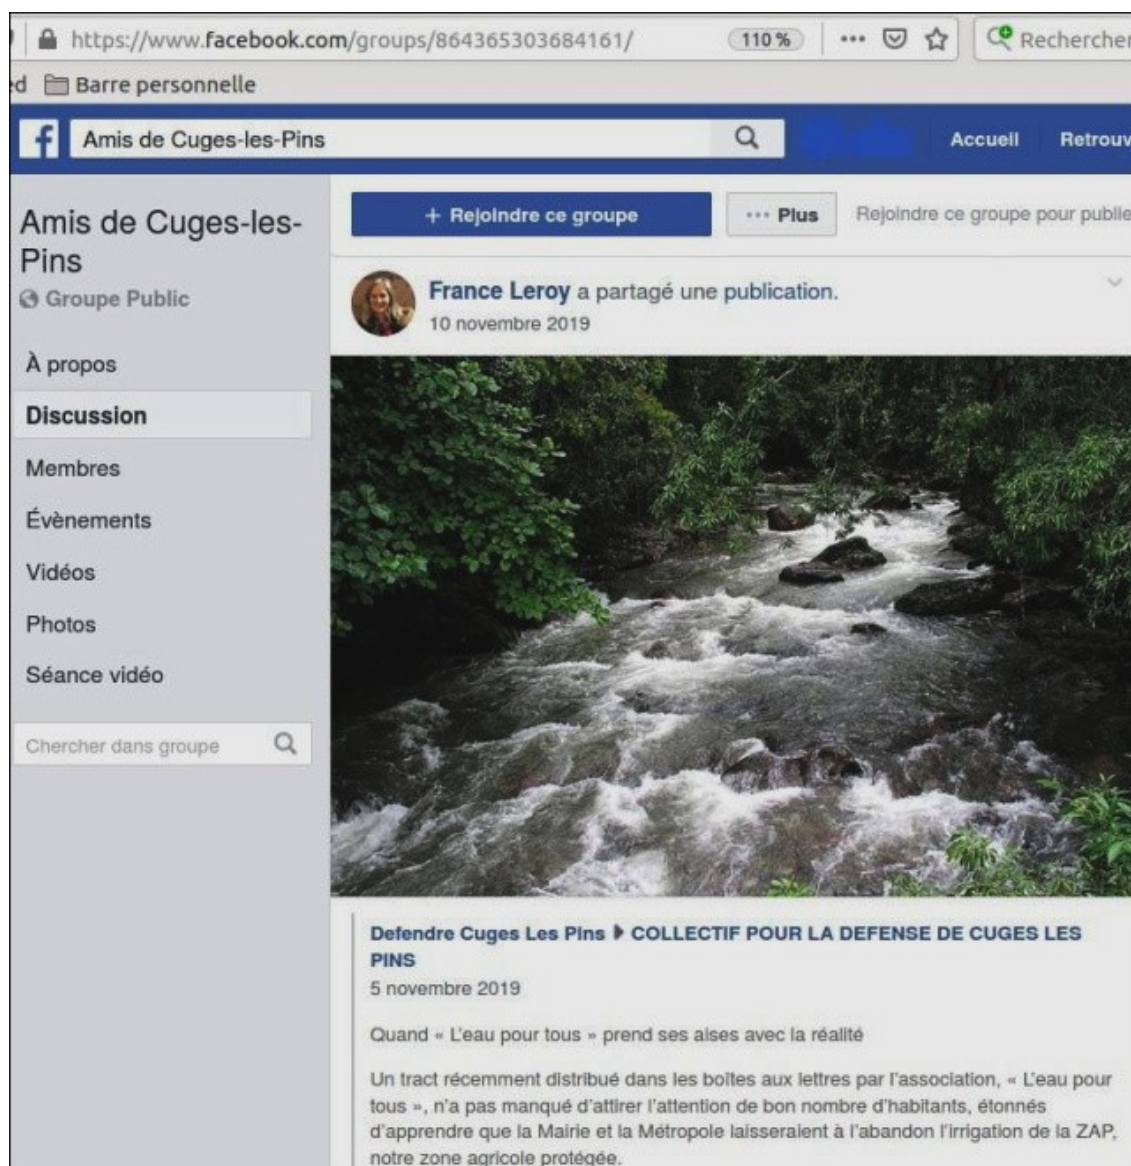 https://www.facebook.com/groups/864365303684161/
110 %
Rechercher
ed
Barre personnelle
Amis de Cuges-les-Pins
Accueil
Retrouv
Amis de Cuges-les-
Pins
Groupe Public
À propos
Discussion
Membres
Évènements
Vidéos
Photos
Séance vidéo
Chercher dans groupe
+ Rejoindre ce groupe
••• Plus
Rejoindre ce groupe pour publie
France Leroy a partagé une publication.
10 novembre 2019
Defendre Cuges Les Pins ▶ COLLECTIF POUR LA DEFENSE DE CUGES LES
PINS
5 novembre 2019
Quand « L'eau pour tous » prend ses aises avec la réalité
Un tract récemment distribué dans les boîtes aux lettres par l'association, « L'eau pour
tous », n'a pas manqué d'attirer l'attention de bon nombre d'habitants, étonnés
d'apprendre que la Mairie et la Métropole laisseraient à l'abandon l'irrigation de la ZAP,
notre zone agricole protégée.